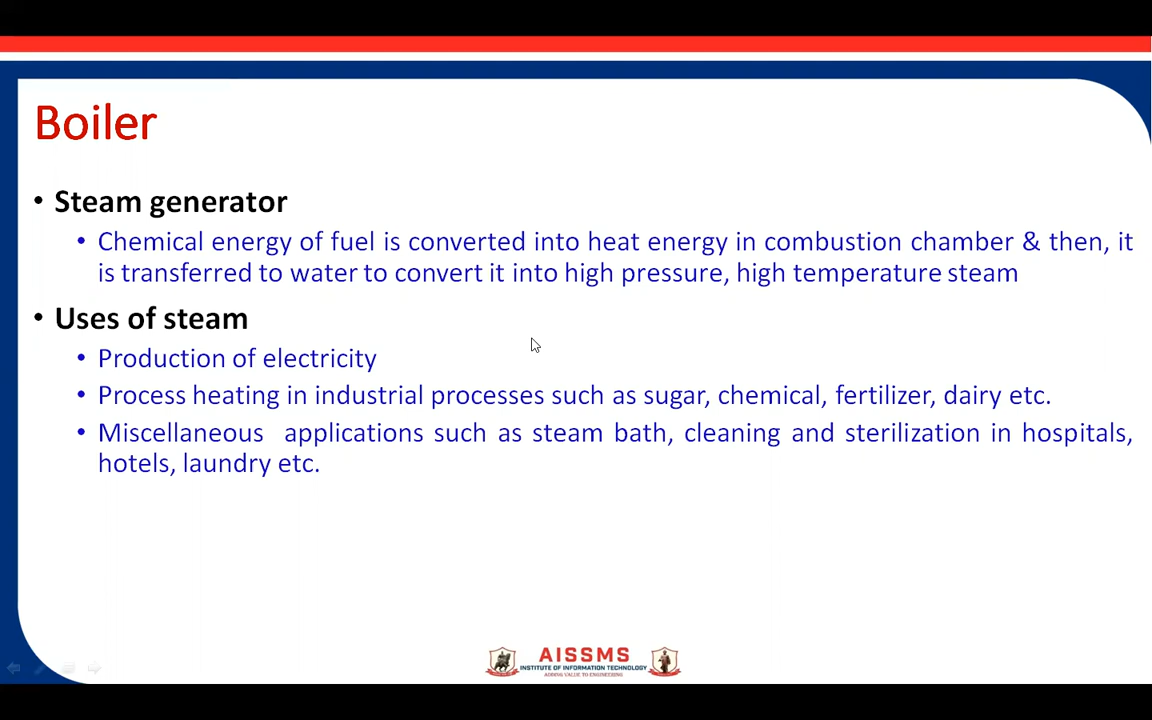 Boiler
• Steam generator
• Chemical energy of fuel is converted into heat energy in combustion chamber & then, it
is transferred to water to convert it into high pressure, high temperature steam
• Uses of steam
• Production of electricity
• Process heating in industrial processes such as sugar, chemical, fertilizer, dairy etc.
• Miscellaneous applications such as steam bath, cleaning and sterilization in hospitals,
hotels, laundry etc.
AISSMS
INSTITUTE OF INFORMATION TECHNOLOGY
ADDING VALUE TO ENGINEERING